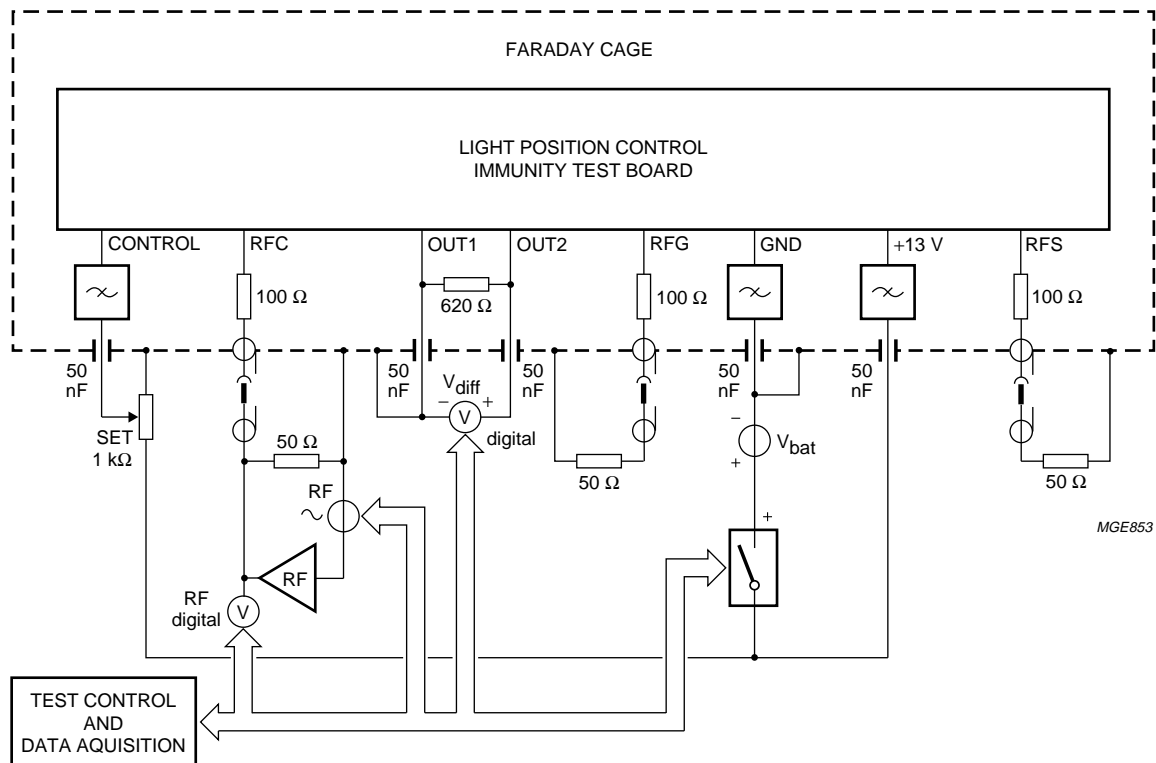 FARADAY CAGE
LIGHT POSITION CONTROL
IMMUNITY TEST BOARD
CONTROL
RFC
OUT1
OUT2
RFG
GND
+13 V
RFS
100 Ω
620 Ω
100 Ω
100 Ω
50
nF
50
nF
50
nF
50
nF
50
nF
Vdiff
−
+
V
digital
SET
1 kΩ
50 Ω
50 Ω
−
Vbat
+
50 Ω
RF
+
MGE853
RF
RF
digital
V
TEST CONTROL
AND
DATA AQUISITION